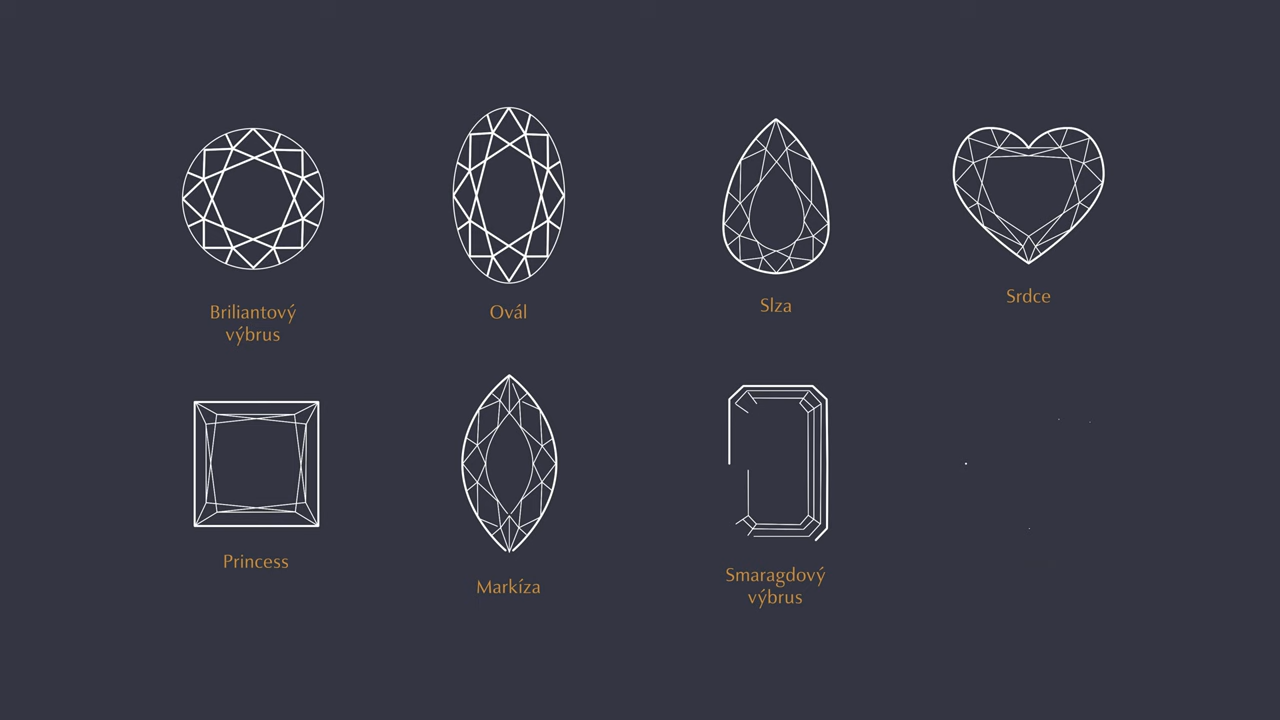 Briliantový
výbrus
Ovál
Slza
Srdce
Princess
Markíza
Smaragdový
výbrus